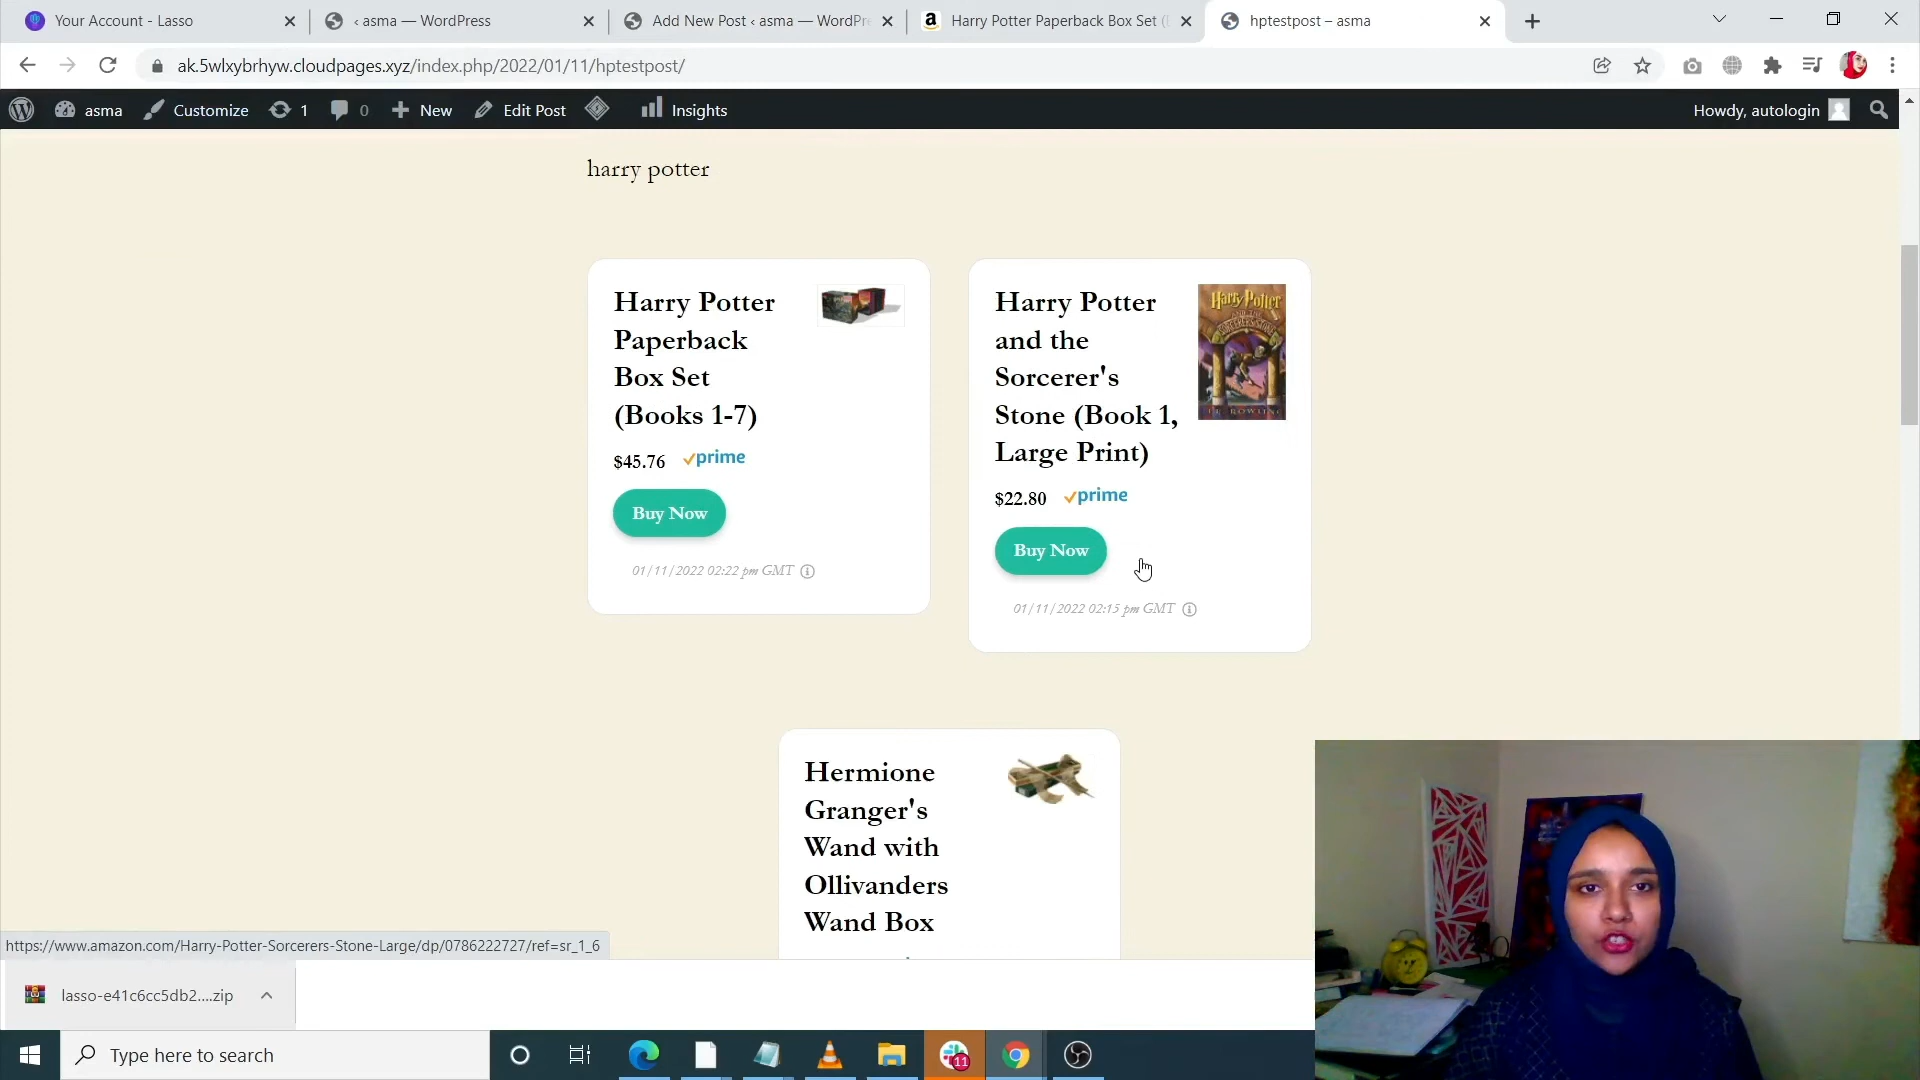 Your Account - Lasso
‹ asma — WordPress
Add New Post ‹ asma — WordPre
Harry Potter Paperback Box Set (
hptestpost – asma
ak.5wlxybrhyw.cloudpages.xyz/index.php/2022/01/11/hptestpost/
asma
Customize
1
0
New
Edit Post
Insights
Howdy, autologin
harry potter
Harry Potter
Paperback
Box Set
(Books 1-7)
$45.76 prime
Buy Now
01/11/2022 02:22 pm GMT
Harry Potter
and the
Sorcerer's
Stone (Book 1,
Large Print)
$22.80 prime
Buy Now
01/11/2022 02:15 pm GMT
Harry Potter
J.K. ROWLING
Hermione
Granger's
Wand with
Ollivanders
Wand Box
https://www.amazon.com/Harry-Potter-Sorcerers-Stone-Large/dp/0786222727/ref=sr_1_6
lasso-e41c6cc5db2....zip
Type here to search
11